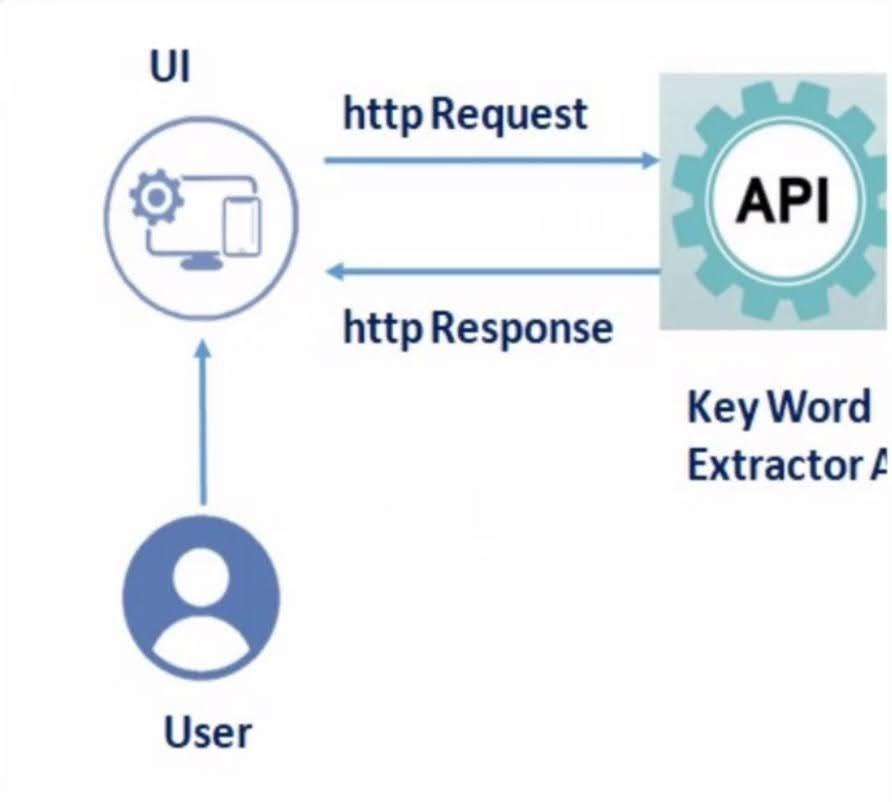 UI
http Request
API
http Response
Key Word
Extractor
User